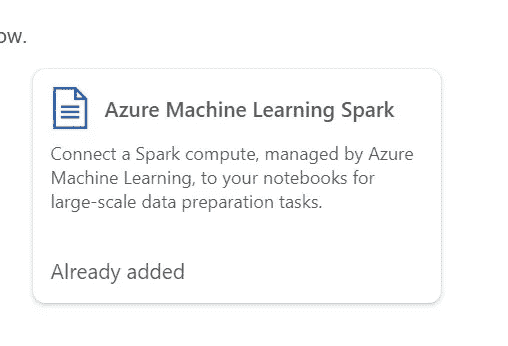 ow.
Azure Machine Learning Spark
Connect a Spark compute, managed by Azure
Machine Learning, to your notebooks for
large-scale data preparation tasks.
Already added